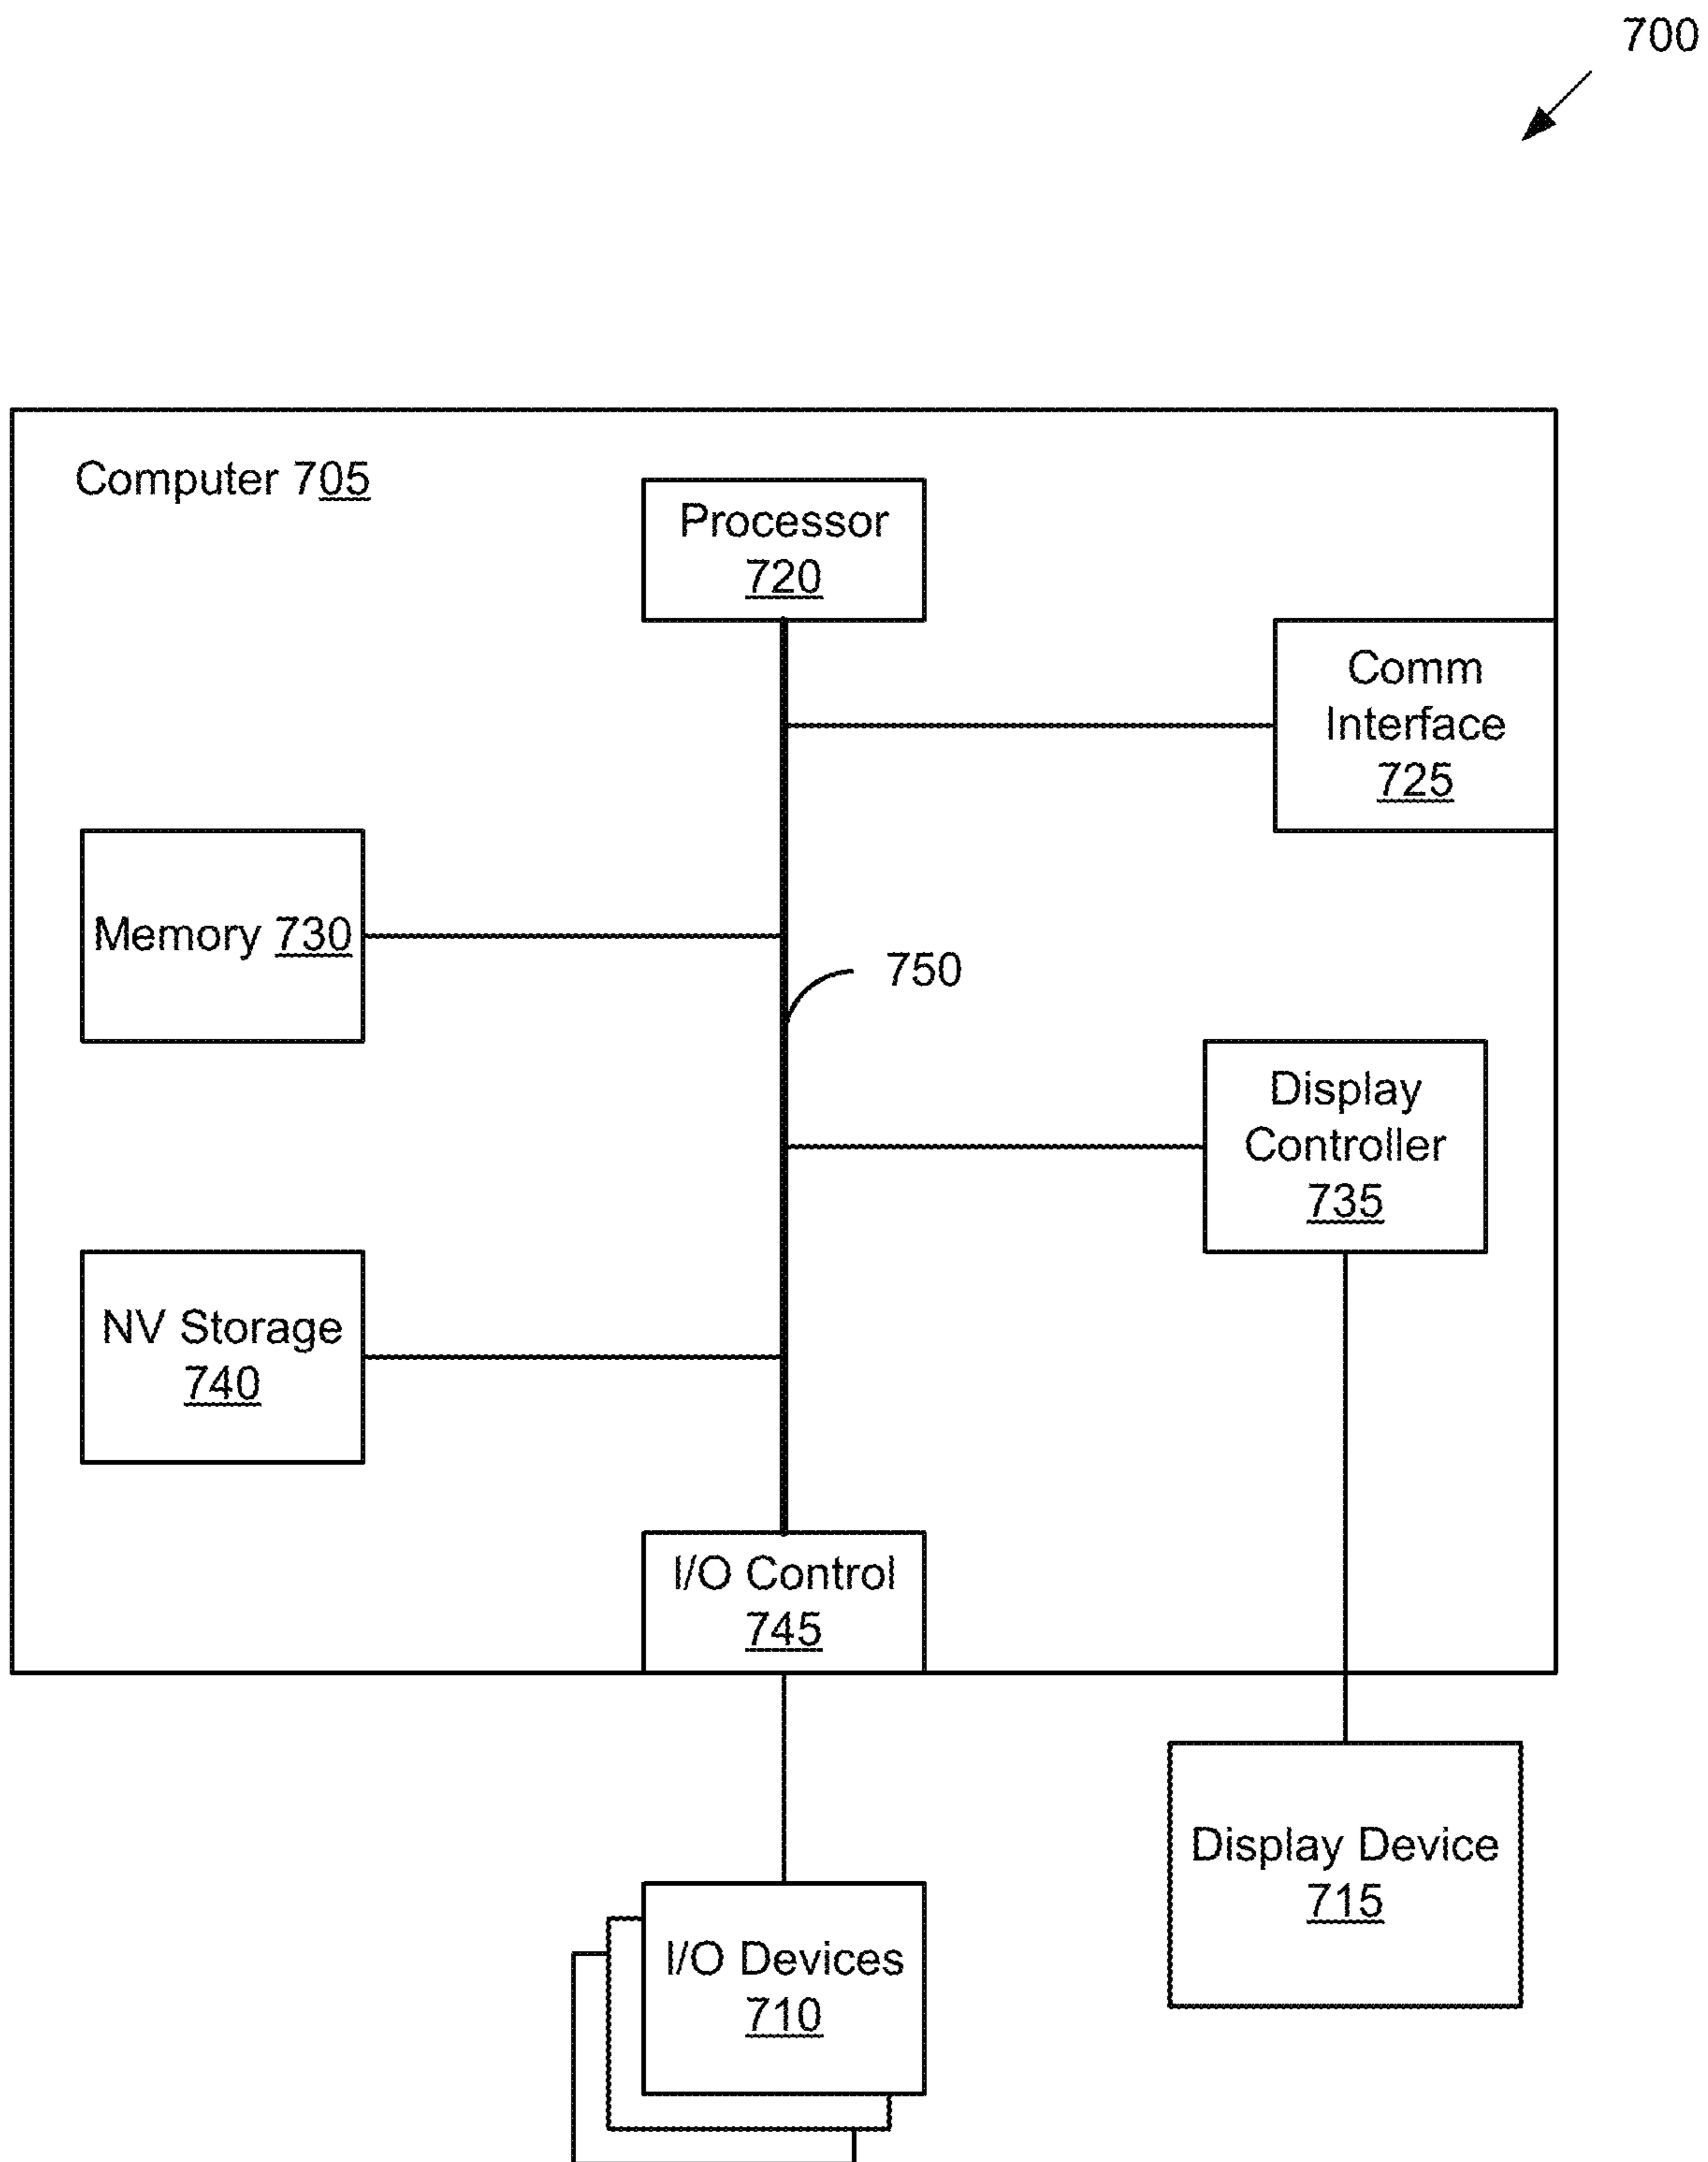 700
Computer 705
Processor
720
Comm
Interface
725
Memory 730
750
Display
Controller
735
NV Storage
740
I/O Control
745
Display Device
715
I/O Devices
710